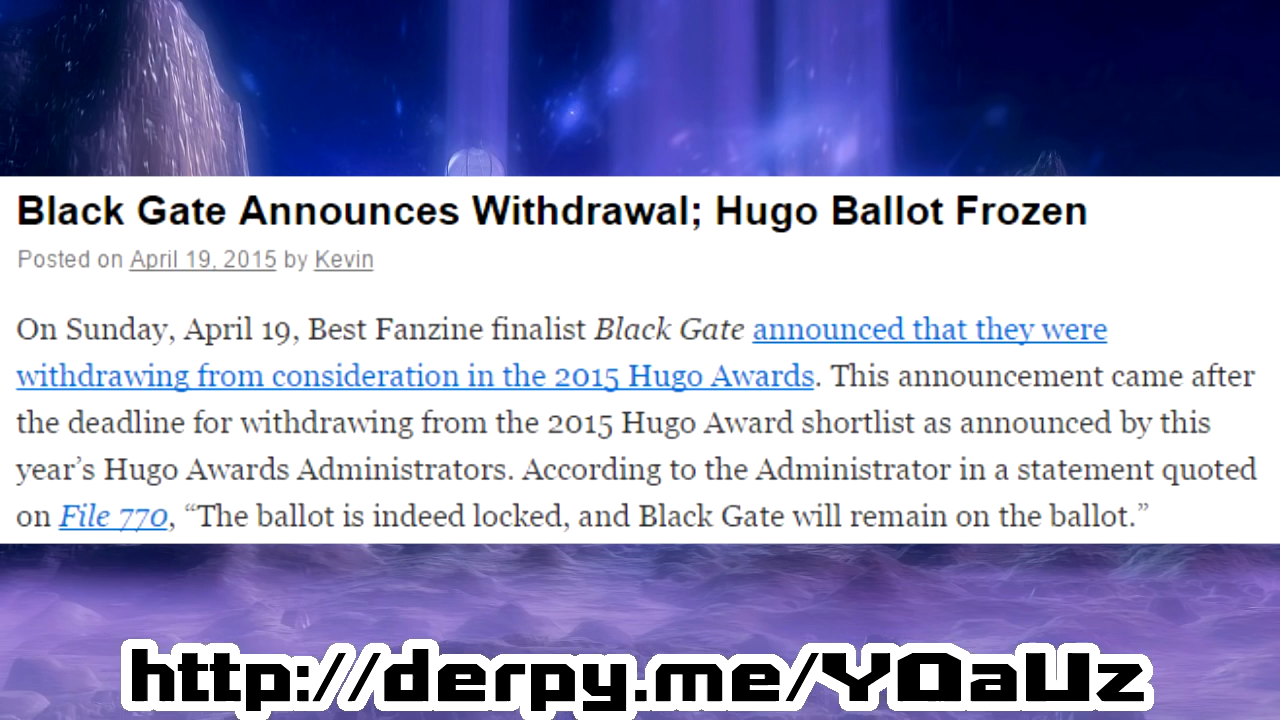 Black Gate Announces Withdrawal; Hugo Ballot Frozen
Posted on April 19, 2015 by Kevin
On Sunday, April 19, Best Fanzine finalist Black Gate announced that they were
withdrawing from consideration in the 2015 Hugo Awards. This announcement came after
the deadline for withdrawing from the 2015 Hugo Award shortlist as announced by this
year’s Hugo Awards Administrators. According to the Administrator in a statement quoted
on File 770, “The ballot is indeed locked, and Black Gate will remain on the ballot.”
http://derpy.me/YOaUz